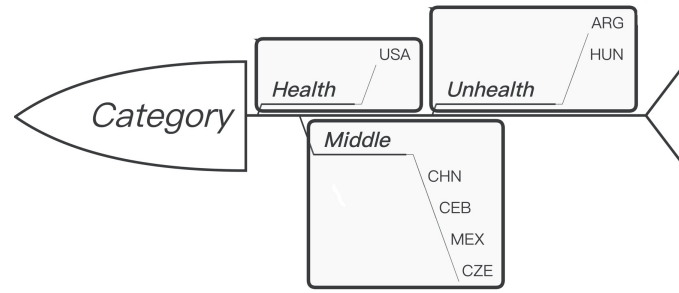 Category
Health
USA
Unhealth
ARG
HUN
Middle
CHN
CEB
MEX
CZE